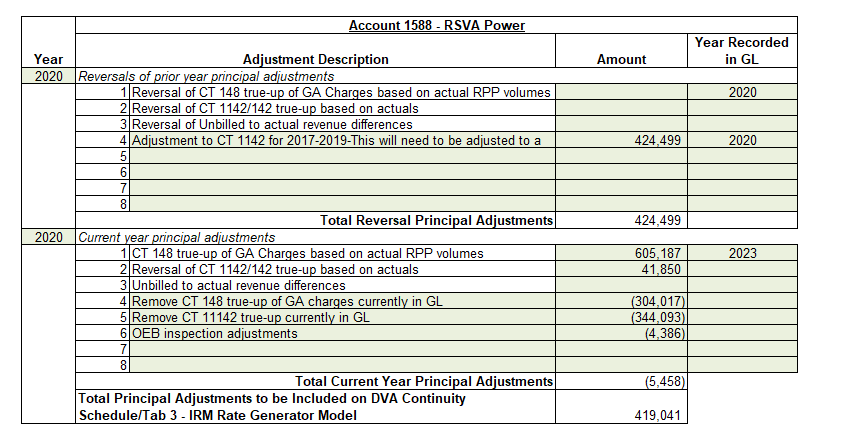 Account 1588 - RSVA Power
Year Adjustment Description Amount Year Recorded in GL
2020 Reversals of prior year principal adjustments
1 Reversal of CT 148 true-up of GA Charges based on actual RPP volumes 2020
2 Reversal of CT 1142/142 true-up based on actuals
3 Reversal of Unbilled to actual revenue differences
4 Adjustment to CT 1142 for 2017-2019-This will need to be adjusted to a 424,499 2020
5
6
7
8
Total Reversal Principal Adjustments 424,499
2020 Current year principal adjustments
1 CT 148 true-up of GA Charges based on actual RPP volumes 605,187 2023
2 Reversal of CT 1142/142 true-up based on actuals 41,850
3 Unbilled to actual revenue differences
4 Remove CT 148 true-up of GA charges currently in GL (304,017)
5 Remove CT 11142 true-up currently in GL (344,093)
6 OEB inspection adjustments (4,386)
7
8
Total Current Year Principal Adjustments (5,458)
Total Principal Adjustments to be Included on DVA Continuity
Schedule/Tab 3 - IRM Rate Generator Model 419,041